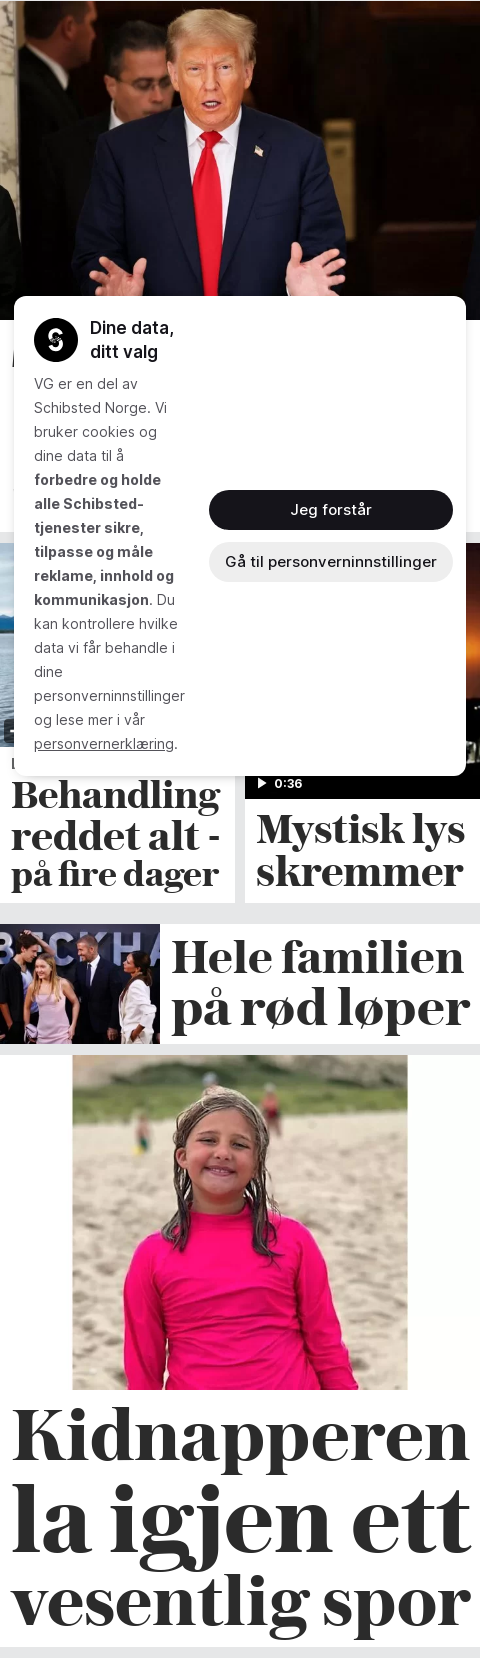 Dine data,
ditt valg
VG er en del av
Schibsted Norge. Vi
bruker cookies og
dine data til å
forbedre og holde
alle Schibsted-
tjenester sikre,
tilpasse og måle
reklame, innhold og
kommunikasjon. Du
kan kontrollere hvilke
data vi får behandle i
dine
personverninnstillinger
og lese mer i vår
personvernerklæring.
Jeg forstår
Gå til personverninnstillinger
Behandling
reddet alt -
på fire dager
0:36
Mystisk lys
skremmer
BECKHA
Hele familien
på rød løper
Kidnapperen
la igjen ett
vesentlig spor